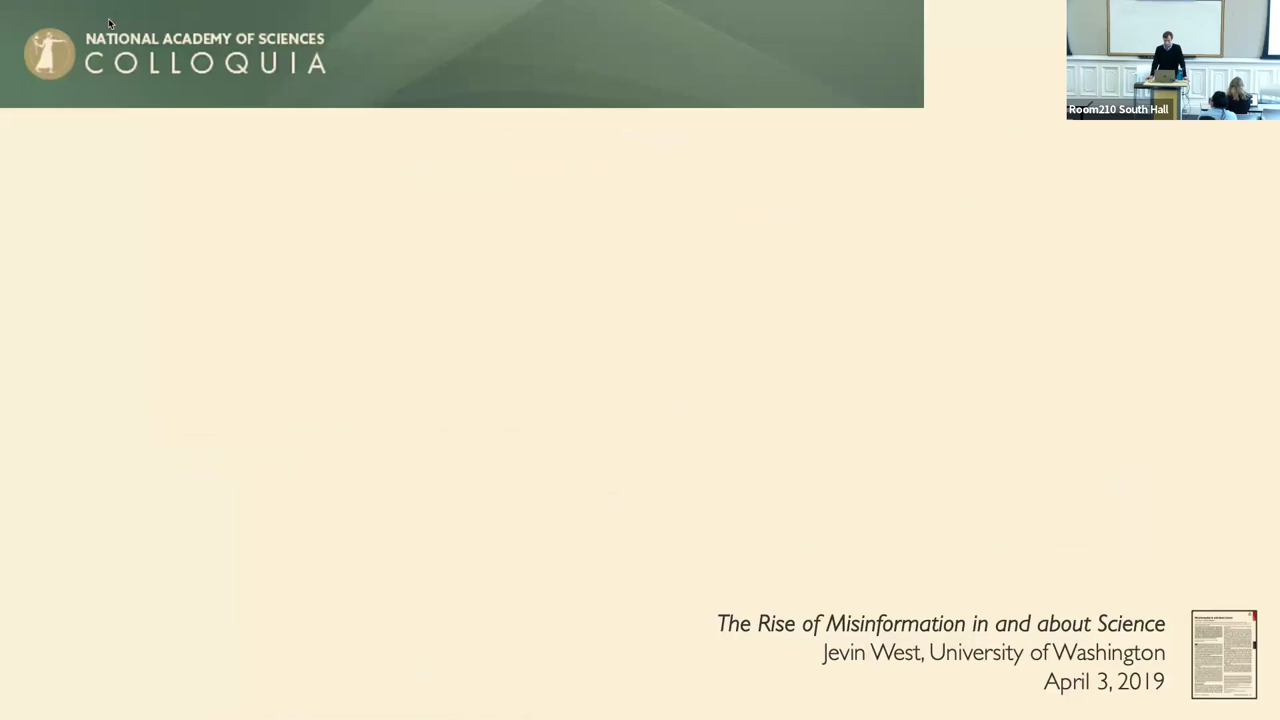 NATIONAL ACADEMY OF SCIENCES
COLLOQUIA
Room210 South Hall
The Rise of Misinformation in and about Science
Jevin West, University of Washington
April 3, 2019